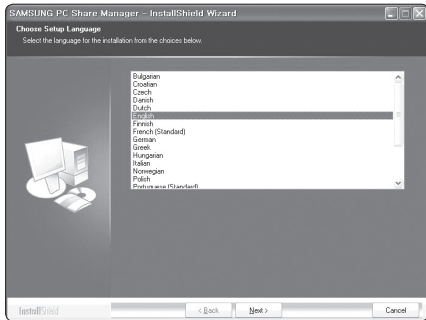 SAMSUNG PC Share Manager - InstallShield Wizard
Choose Setup Language
Select the language for the installation from the choices below.
Bulgarian
Croatian
Czech
Danish
Dutch
English
Finnish
French (Standard)
German
Greek
Hungarian
Italian
Norwegian
Polish
Portuguese (Standard)
InstallShield
< Back
Next >
Cancel